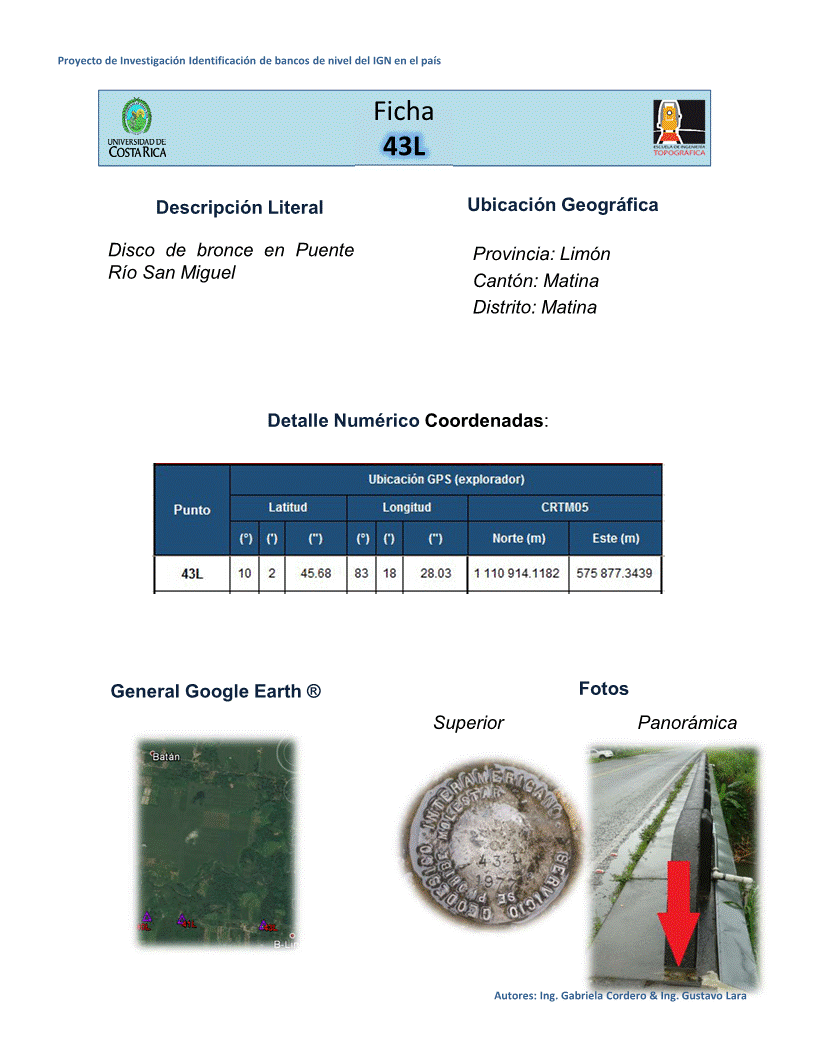 Proyecto de Investigación Identificación de bancos de nivel del IGN en el país
UNIVERSIDAD DE
COSTA RICA
Ficha
43L
ESCUELA DE INGENIERÍA
TOPOGRÁFICA
Descripción Literal
Disco de bronce en Puente
Río San Miguel
Ubicación Geográfica
Provincia: Limón
Cantón: Matina
Distrito: Matina
Detalle Numérico Coordenadas:
Punto
Ubicación GPS (explorador)
Latitud Longitud CRTM05
(°) (') (") (°) (') (") Norte (m) Este (m)
43L 10 2 45.68 83 18 28.03 1 110 914.1182 575 877.3439
General Google Earth ®
Batán
B-Lin
Fotos
Superior
Panorámica
SERVICIO GEODESICO INTERAMERICANO
SE PROHIBE MOLESTAR
43 L
Autores: Ing. Gabriela Cordero & Ing. Gustavo Lara